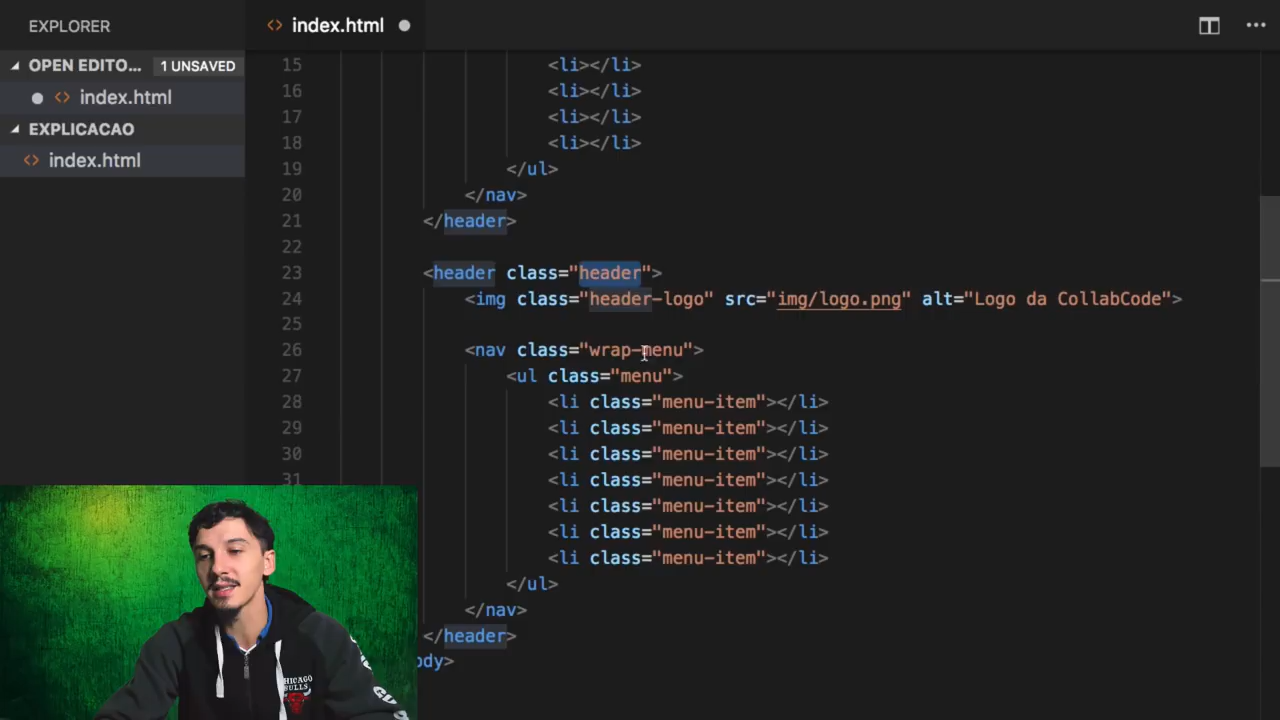 EXPLORER
<> index.html
OPEN EDITO... 1 UNSAVED
<> index.html
EXPLICACAO
<> index.html
15 <li></li>
16 <li></li>
17 <li></li>
18 <li></li>
19 </ul>
20 </nav>
21 </header>
22
23 <header class="header">
24 <img class="header-logo" src="img/logo.png" alt="Logo da CollabCode">
25
26 <nav class="wrap-menu">
27 <ul class="menu">
28 <li class="menu-item"></li>
29 <li class="menu-item"></li>
30 <li class="menu-item"></li>
31 <li class="menu-item"></li>
<li class="menu-item"></li>
<li class="menu-item"></li>
<li class="menu-item"></li>
</ul>
</nav>
</header>
ody>
CHICAGO
BULLS